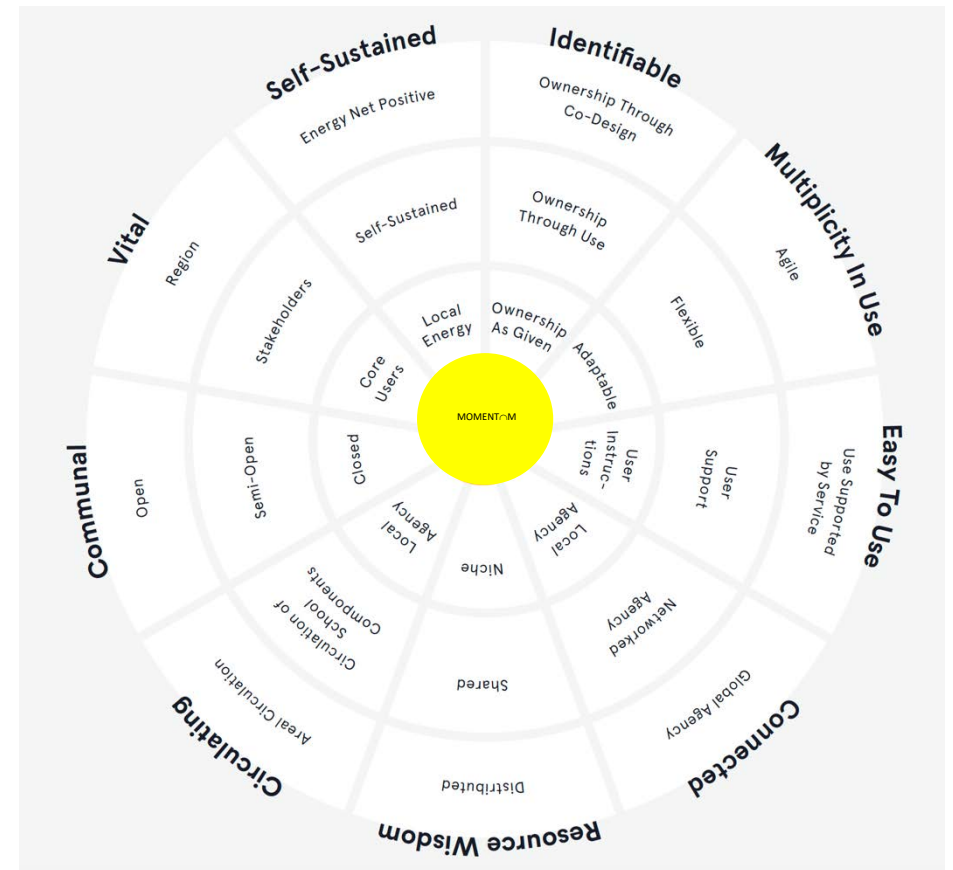 Self-Sustained
Energy Net Positive
Self-Sustained
Local
Energy
Identifiable
Ownership Through
Co-Design
Ownership
Through Use
Ownership
As Given
Multiplicity In Use
Agile
Flexible
Adaptable
Easy To Use
Use Supported
by Service
User
Support
User
Instruc-
tions
Connected
Global Agency
Networked
Agency
Local
Agency
Resource Wisdom
Distributed
Shared
Niche
Circulating
Areal Circulation
Circulation of
School
Components
Local
Agency
Communal
Open
Semi-Open
Closed
Vital
Region
Stakeholders
Core
Users
MOMENT◠M